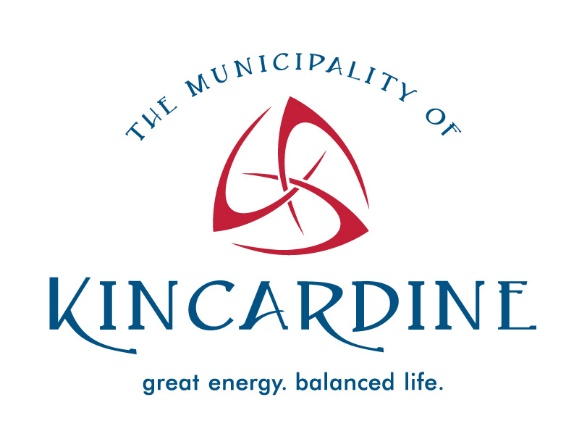 THE MUNICIPALITY OF
KINCARDINE
great energy. balanced life.